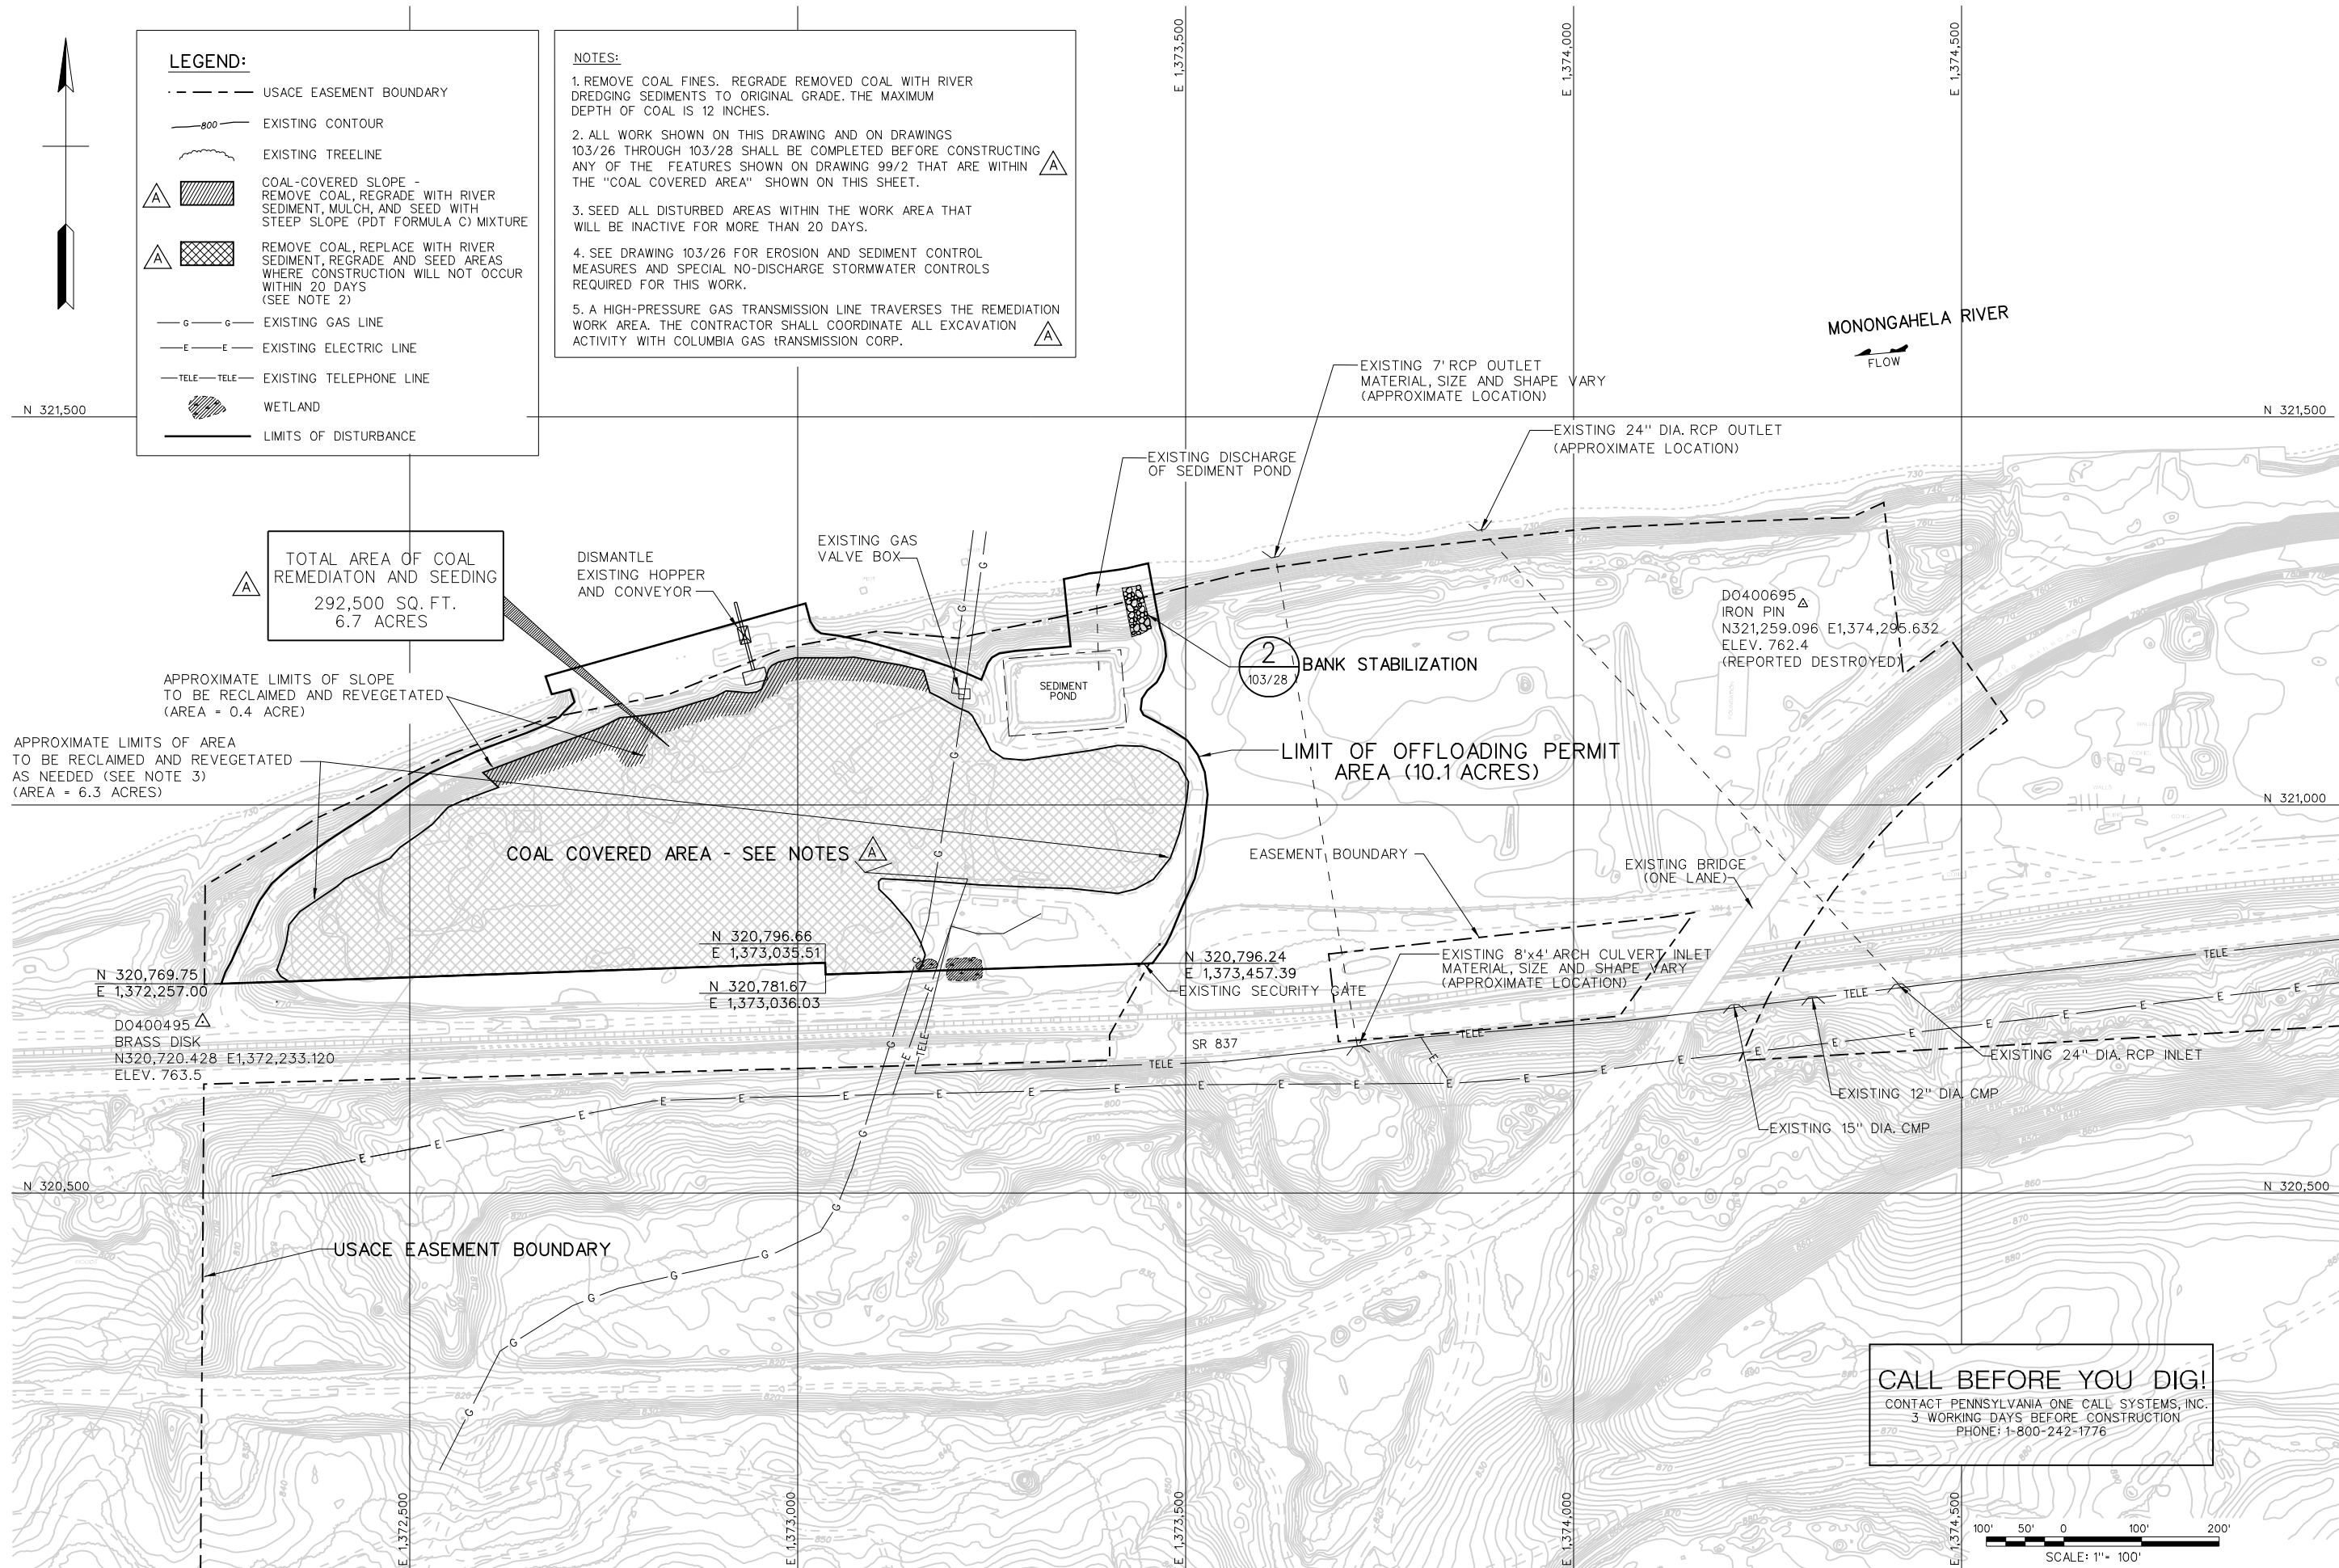 LEGEND:
USACE EASEMENT BOUNDARY
800
EXISTING CONTOUR
EXISTING TREELINE
A
COAL-COVERED SLOPE -
REMOVE COAL, REGRADE WITH RIVER
SEDIMENT, MULCH, AND SEED WITH
STEEP SLOPE (PDT FORMULA C) MIXTURE
A
REMOVE COAL, REPLACE WITH RIVER
SEDIMENT, REGRADE AND SEED AREAS
WHERE CONSTRUCTION WILL NOT OCCUR
WITHIN 20 DAYS
(SEE NOTE 2)
G G EXISTING GAS LINE
E E EXISTING ELECTRIC LINE
TELE TELE EXISTING TELEPHONE LINE
WETLAND
LIMITS OF DISTURBANCE
NOTES:
1. REMOVE COAL FINES. REGRADE REMOVED COAL WITH RIVER
DREDGING SEDIMENTS TO ORIGINAL GRADE. THE MAXIMUM
DEPTH OF COAL IS 12 INCHES.
2. ALL WORK SHOWN ON THIS DRAWING AND ON DRAWINGS
103/26 THROUGH 103/28 SHALL BE COMPLETED BEFORE CONSTRUCTING
ANY OF THE FEATURES SHOWN ON DRAWING 99/2 THAT ARE WITHIN
THE "COAL COVERED AREA" SHOWN ON THIS SHEET.
A
3. SEED ALL DISTURBED AREAS WITHIN THE WORK AREA THAT
WILL BE INACTIVE FOR MORE THAN 20 DAYS.
4. SEE DRAWING 103/26 FOR EROSION AND SEDIMENT CONTROL
MEASURES AND SPECIAL NO-DISCHARGE STORMWATER CONTROLS
REQUIRED FOR THIS WORK.
5. A HIGH-PRESSURE GAS TRANSMISSION LINE TRAVERSES THE REMEDIATION
WORK AREA. THE CONTRACTOR SHALL COORDINATE ALL EXCAVATION
ACTIVITY WITH COLUMBIA GAS tRANSMISSION CORP.
A
E 1,373,500
E 1,374,000
E 1,374,500
MONONGAHELA RIVER
FLOW
N 321,500
N 321,500
EXISTING 7' RCP OUTLET
MATERIAL, SIZE AND SHAPE VARY
(APPROXIMATE LOCATION)
EXISTING 24" DIA. RCP OUTLET
(APPROXIMATE LOCATION)
EXISTING DISCHARGE
OF SEDIMENT POND
EXISTING GAS
VALVE BOX
DISMANTLE
EXISTING HOPPER
AND CONVEYOR
A
TOTAL AREA OF COAL
REMEDIATON AND SEEDING
292,500 SQ. FT.
6.7 ACRES
DO400695
IRON PIN
N321,259.096 E1,374,295.632
ELEV. 762.4
(REPORTED DESTROYED)
2
103/28
BANK STABILIZATION
SEDIMENT
POND
APPROXIMATE LIMITS OF SLOPE
TO BE RECLAIMED AND REVEGETATED
(AREA = 0.4 ACRE)
APPROXIMATE LIMITS OF AREA
TO BE RECLAIMED AND REVEGETATED
AS NEEDED (SEE NOTE 3)
(AREA = 6.3 ACRES)
LIMIT OF OFFLOADING PERMIT
AREA (10.1 ACRES)
N 321,000
COAL COVERED AREA - SEE NOTES
A
EASEMENT BOUNDARY
EXISTING BRIDGE
(ONE LANE)
N 320,796.66
E 1,373,035.51
N 320,769.75
E 1,372,257.00
N 320,781.67
E 1,373,036.03
N 320,796.24
E 1,373,457.39
EXISTING SECURITY GATE
EXISTING 8'x4' ARCH CULVERT INLET
MATERIAL, SIZE AND SHAPE VARY
(APPROXIMATE LOCATION)
DO400495
BRASS DISK
N320,720.428 E1,372,233.120
ELEV. 763.5
SR 837
TELE
TELE
TELE
TELE
TELE
EXISTING 24" DIA. RCP INLET
EXISTING 12" DIA. CMP
EXISTING 15" DIA. CMP
N 320,500
N 320,500
USACE EASEMENT BOUNDARY
CALL BEFORE YOU DIG!
CONTACT PENNSYLVANIA ONE CALL SYSTEMS, INC.
3 WORKING DAYS BEFORE CONSTRUCTION
PHONE: 1-800-242-1776
E 1,372,500
E 1,373,000
E 1,373,500
E 1,374,000
E 1,374,500
100' 50' 0 100' 200'
SCALE: 1"= 100'